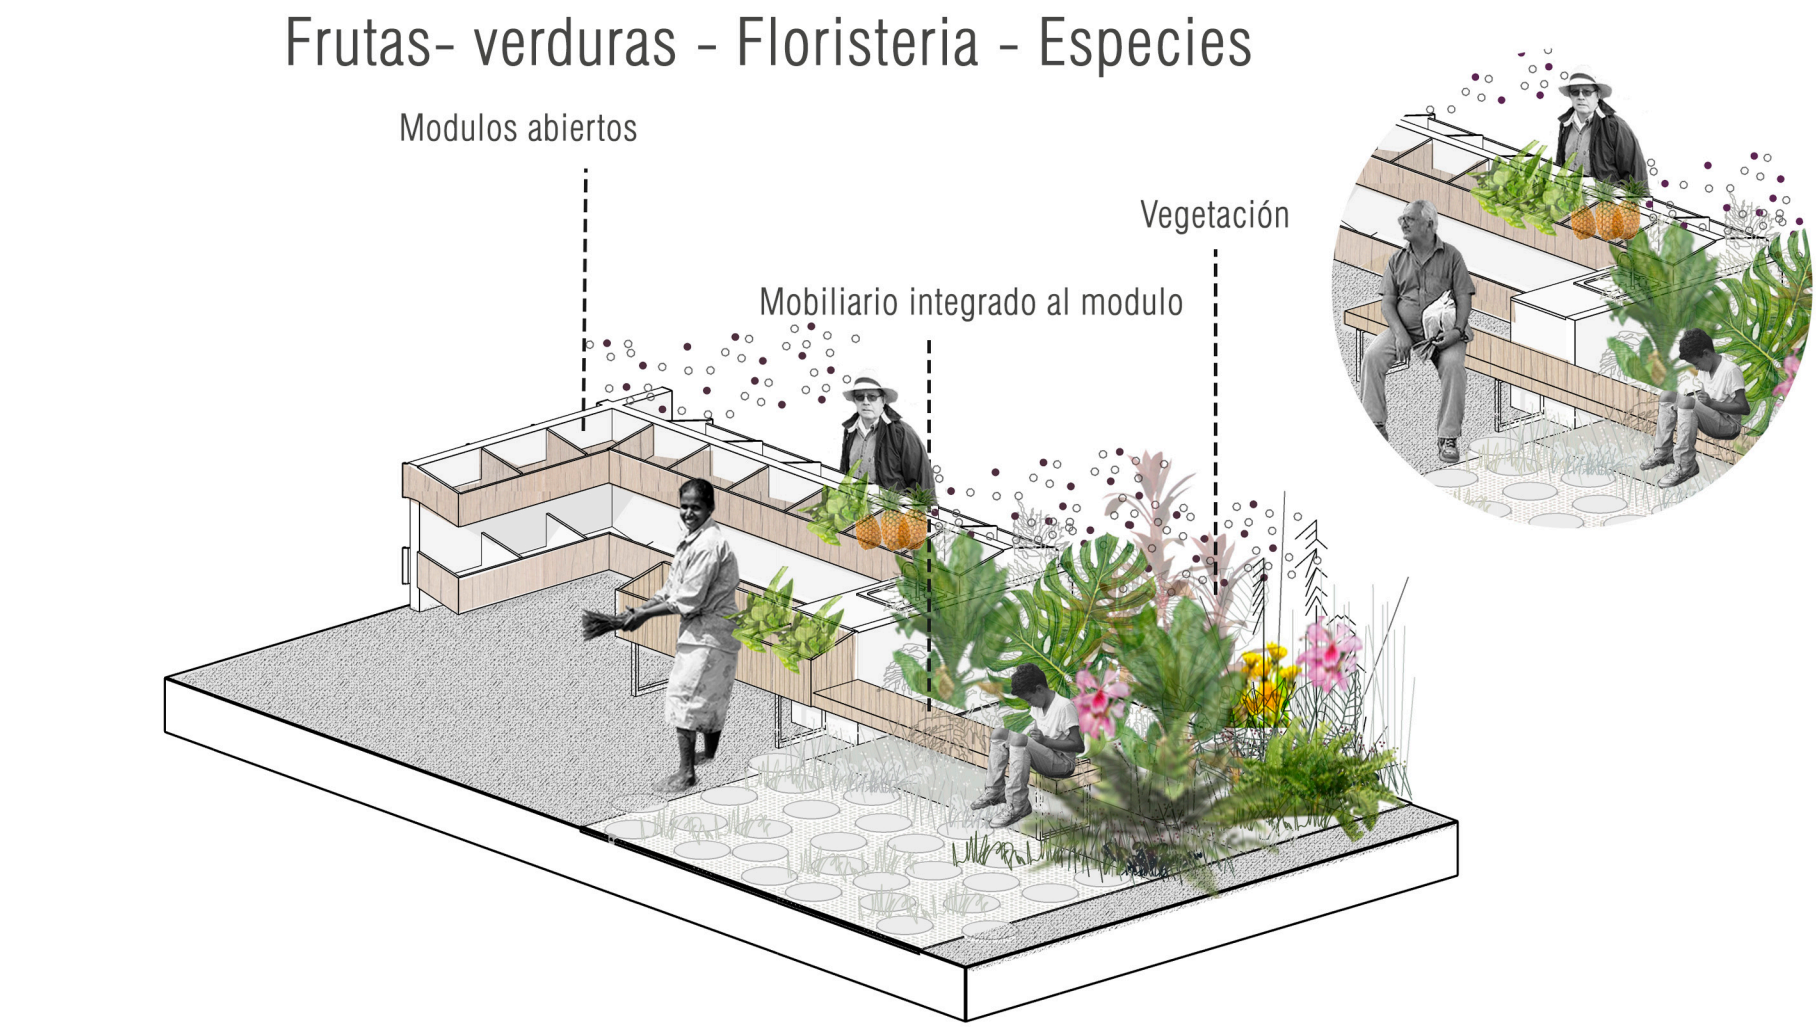 Frutas- verduras - Floristeria - Especies
Modulos abiertos
Vegetación
Mobiliario integrado al modulo